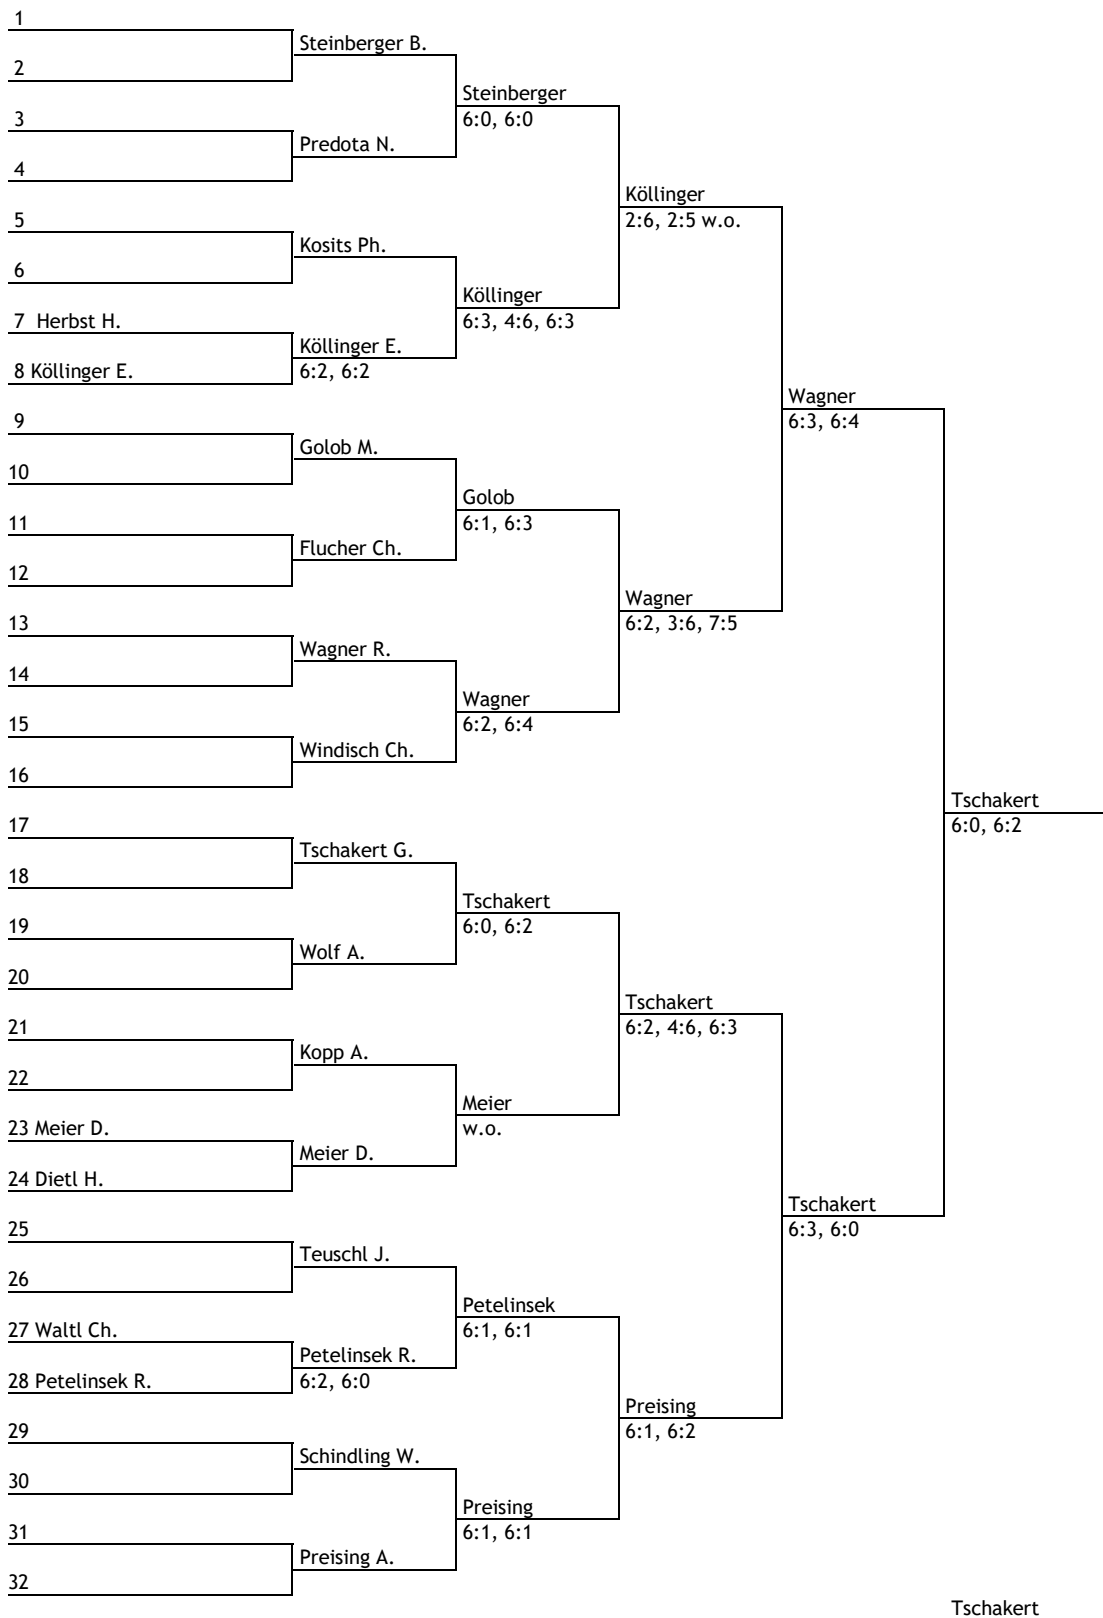 1
Steinberger B.
2
Steinberger
6:0, 6:0
3
Predota N.
4
Köllinger
2:6, 2:5 w.o.
5
Kosits Ph.
6
Köllinger
6:3, 4:6, 6:3
7 Herbst H.
Köllinger E.
8 Köllinger E.
6:2, 6:2
Wagner
6:3, 6:4
9
Golob M.
10
Golob
6:1, 6:3
11
Flucher Ch.
12
Wagner
6:2, 3:6, 7:5
13
Wagner R.
14
Wagner
6:2, 6:4
15
Windisch Ch.
16
Tschakert
6:0, 6:2
17
Tschakert G.
18
Tschakert
6:0, 6:2
19
Wolf A.
20
Tschakert
6:2, 4:6, 6:3
21
Kopp A.
22
Meier
w.o.
23 Meier D.
Meier D.
24 Dietl H.
Tschakert
6:3, 6:0
25
Teuschl J.
26
Petelinsek
6:1, 6:1
27 Waltl Ch.
Petelinsek R.
28 Petelinsek R.
6:2, 6:0
Preising
6:1, 6:2
29
Schindling W.
30
Preising
6:1, 6:1
31
Preising A.
32
Tschakert